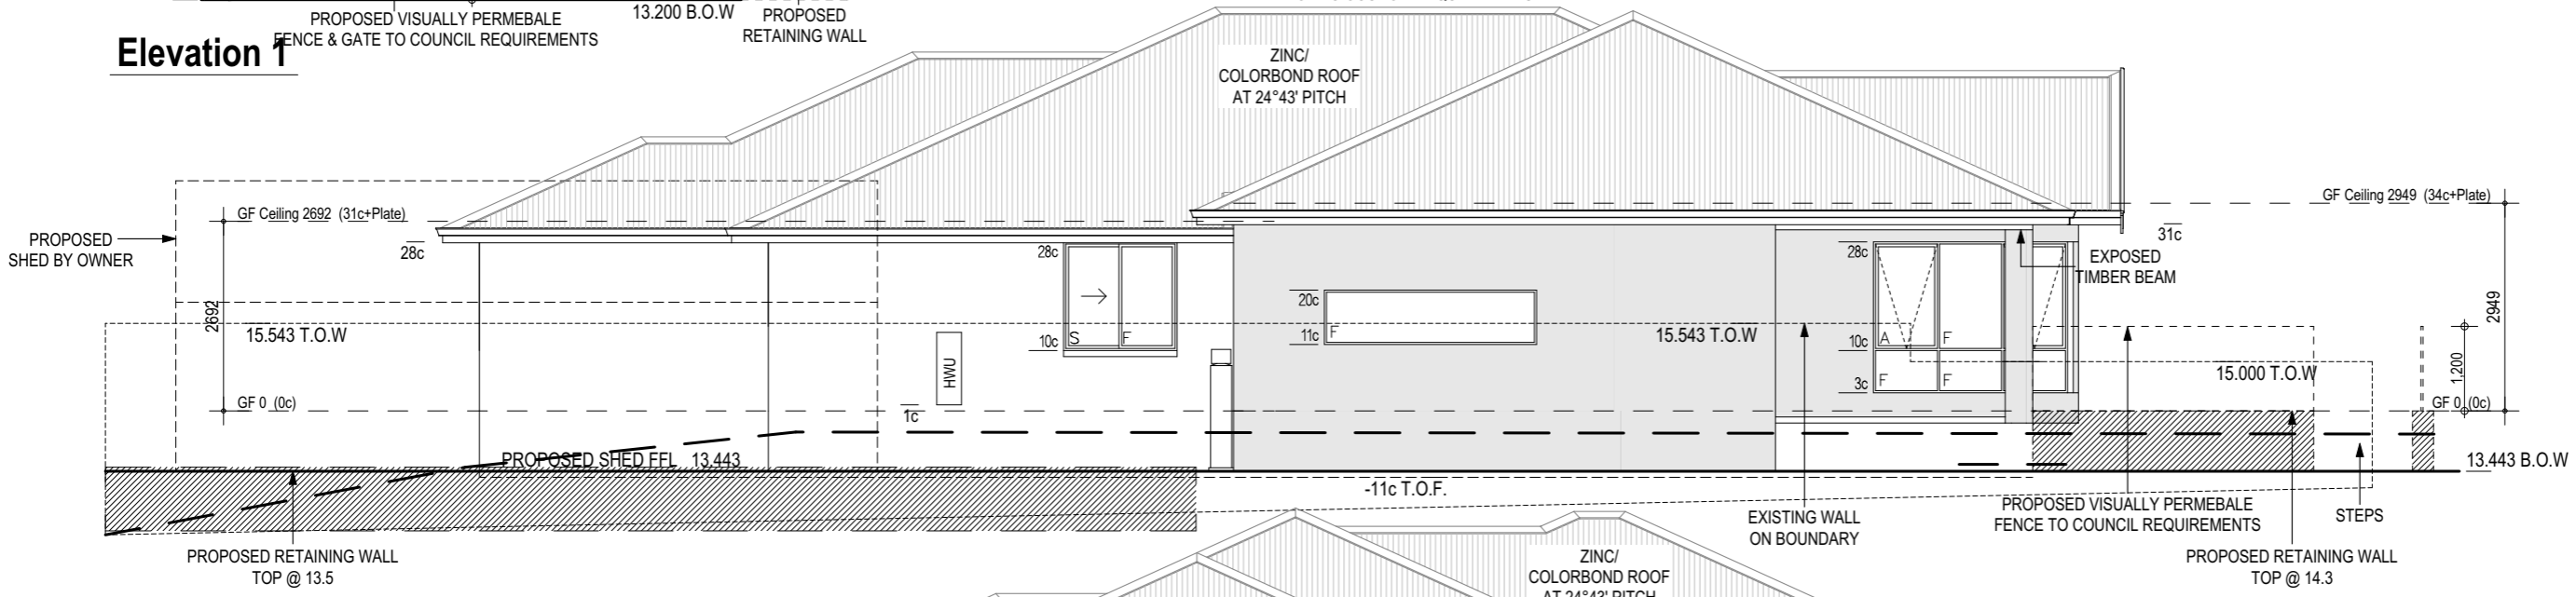 PROPOSED VISUALLY PERMEBALE
FENCE & GATE TO COUNCIL REQUIREMENTS
13.200 B.O.W
PROPOSED
RETAINING WALL
Elevation 1
ZINC/
COLORBOND ROOF
AT 24°43' PITCH
GF Ceiling 2692 (31c+Plate)
GF Ceiling 2949 (34c+Plate)
PROPOSED
SHED BY OWNER
28c
28c
28c
31c
EXPOSED
TIMBER BEAM
2692
20c
2949
15.543 T.O.W
11c
F
15.543 T.O.W
10c
S
F
10c
A
F
HWU
3c
F
F
15.000 T.O.W
1,200
GF 0 (0c)
1c
GF 0 (0c)
PROPOSED SHED FFL 13.443
13.443 B.O.W
-11c T.O.F.
PROPOSED RETAINING WALL
TOP @ 13.5
EXISTING WALL
ON BOUNDARY
PROPOSED VISUALLY PERMEBALE
FENCE TO COUNCIL REQUIREMENTS
STEPS
PROPOSED RETAINING WALL
TOP @ 14.3
ZINC/
COLORBOND ROOF
AT 24°43' PITCH